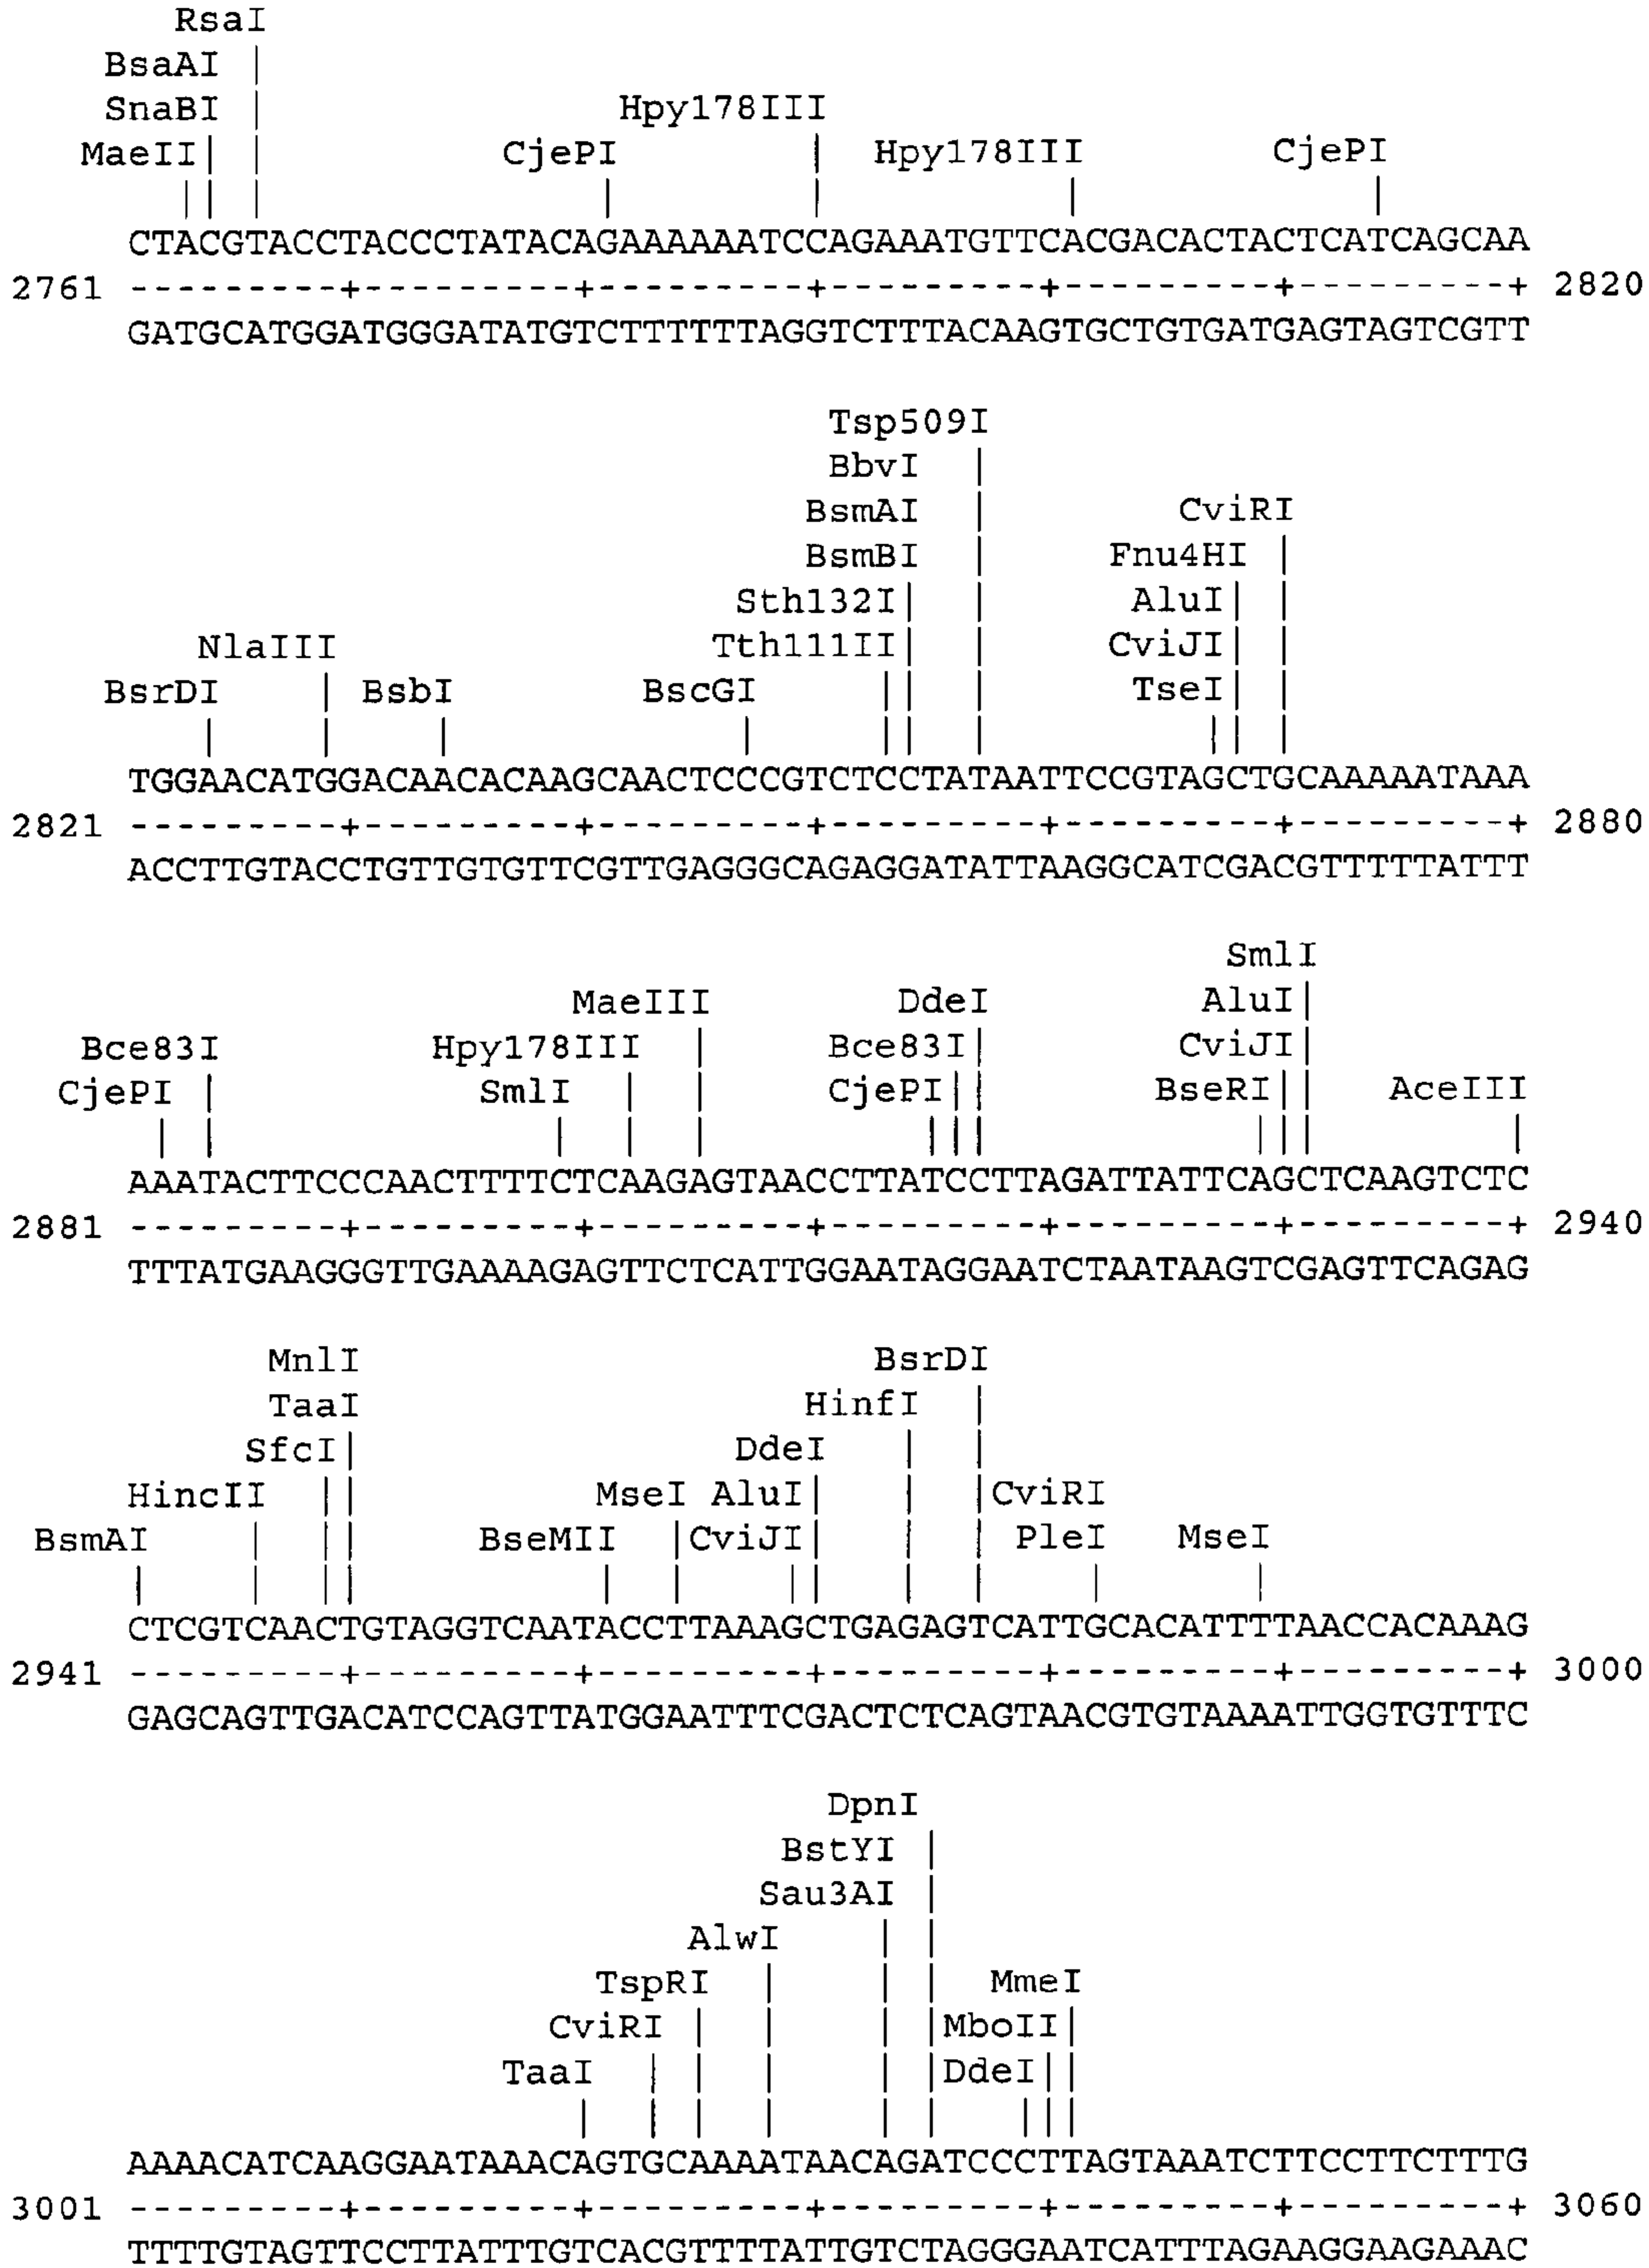 RsaI
BsaAI |
SnaBI | Hpy178III
MaeII| | CjePI | Hpy178III CjePI
|| | | | | |
CTACGTACCTACCCTATACAGAAAAAATCCAGAAATGTTCACGACACTACTCATCAGCAA
2761 ---------+---------+---------+---------+---------+---------+ 2820
GATGCATGGATGGGATATGTCTTTTTTAGGTCTTTACAAGTGCTGTGATGAGTAGTCGTT
Tsp509I
BbvI |
BsmAI | CviRI
BsmBI | Fnu4HI |
Sth132I| | AluI| |
NlaIII Tth111II| | CviJI| |
BsrDI | BsbI BscGI || | TseI| |
| | | | || | || |
TGGAACATGGACAACACAAGCAACTCCCGTCTCCTATAATTCCGTAGCTGCAAAAATAAA
2821 ---------+---------+---------+---------+---------+---------+ 2880
ACCTTGTACCTGTTGTGTTCGTTGAGGGCAGAGGATATTAAGGCATCGACGTTTTTATTT
SmlI
MaeIII DdeI AluI|
Bce83I Hpy178III | Bce83I| CviJI|
CjePI | SmlI | | CjePI|| BseRI|| AceIII
| | | | | ||| ||| |
AAATACTTCCCAACTTTTCTCAAGAGTAACCTTATCCTTAGATTATTCAGCTCAAGTCTC
2881 ---------+---------+---------+---------+---------+---------+ 2940
TTTATGAAGGGTTGAAAAGAGTTCTCATTGGAATAGGAATCTAATAAGTCGAGTTCAGAG
MnlI BsrDI
TaaI HinfI |
SfcI| DdeI | |
HincII || MseI AluI| | |CviRI
BsmAI | || BseMII |CviJI| | | PleI MseI
| | || | | || | | | |
CTCGTCAACTGTAGGTCAATACCTTAAAGCTGAGAGTCATTGCACATTTTAACCACAAAG
2941 ---------+---------+---------+---------+---------+---------+ 3000
GAGCAGTTGACATCCAGTTATGGAATTTCGACTCTCAGTAACGTGTAAAATTGGTGTTTC
DpnI
BstYI |
Sau3AI |
AlwI | |
TspRI | | | MmeI
CviRI | | | |MboII|
TaaI | | | | |DdeI||
| | | | | | |||
AAAACATCAAGGAATAAACAGTGCAAAATAACAGATCCCTTAGTAAATCTTCCTTCTTTG
3001 ---------+---------+---------+---------+---------+---------+ 3060
TTTTGTAGTTCCTTATTTGTCACGTTTTATTGTCTAGGGAATCATTTAGAAGGAAGAAAC